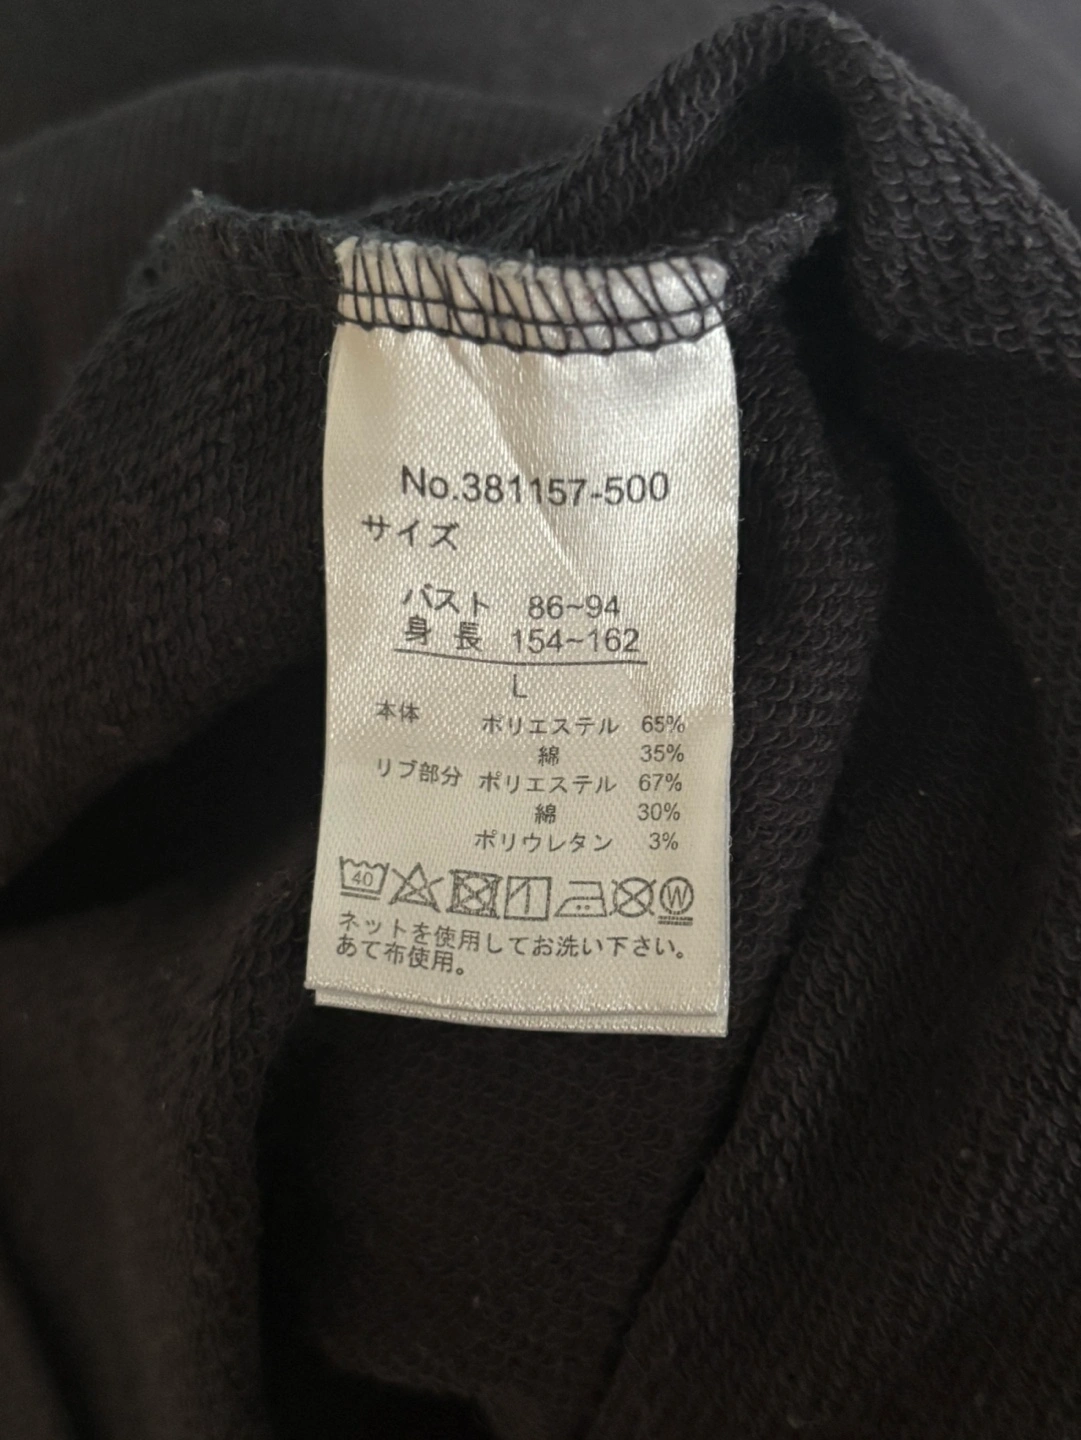 No.381157-500
サイズ
バスト 86~94
身長 154~162
L
本体 ポリエステル 65%
綿 35%
リブ部分 ポリエステル 67%
綿 30%
ポリウレタン 3%
40 W
ネットを使用してお洗い下さい。
あて布使用。